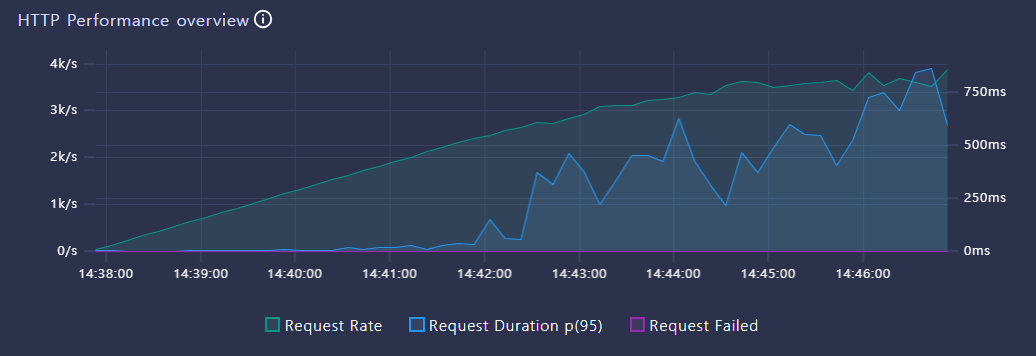 HTTP Performance overview
4k/s
3k/s
2k/s
1k/s
0/s
750ms
500ms
250ms
0ms
14:38:00 14:39:00 14:40:00 14:41:00 14:42:00 14:43:00 14:44:00 14:45:00 14:46:00
Request Rate Request Duration p(95) Request Failed